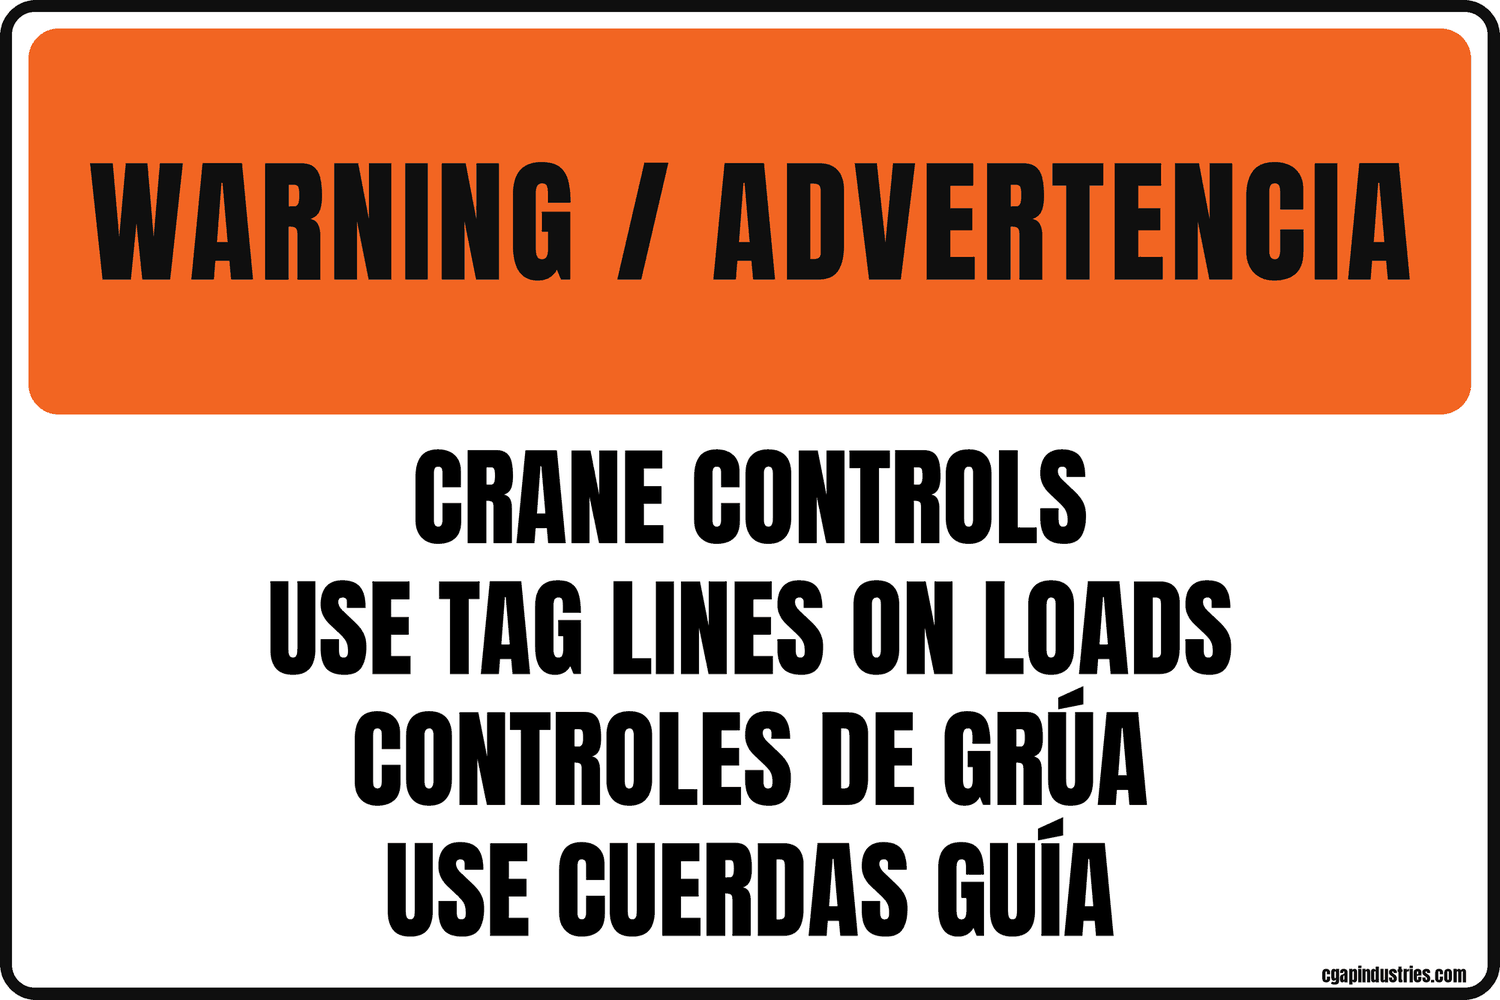 WARNING / ADVERTENCIA
CRANE CONTROLS
USE TAG LINES ON LOADS
CONTROLES DE GRÚA
USE CUERDAS GUÍA
cgapindustries.com